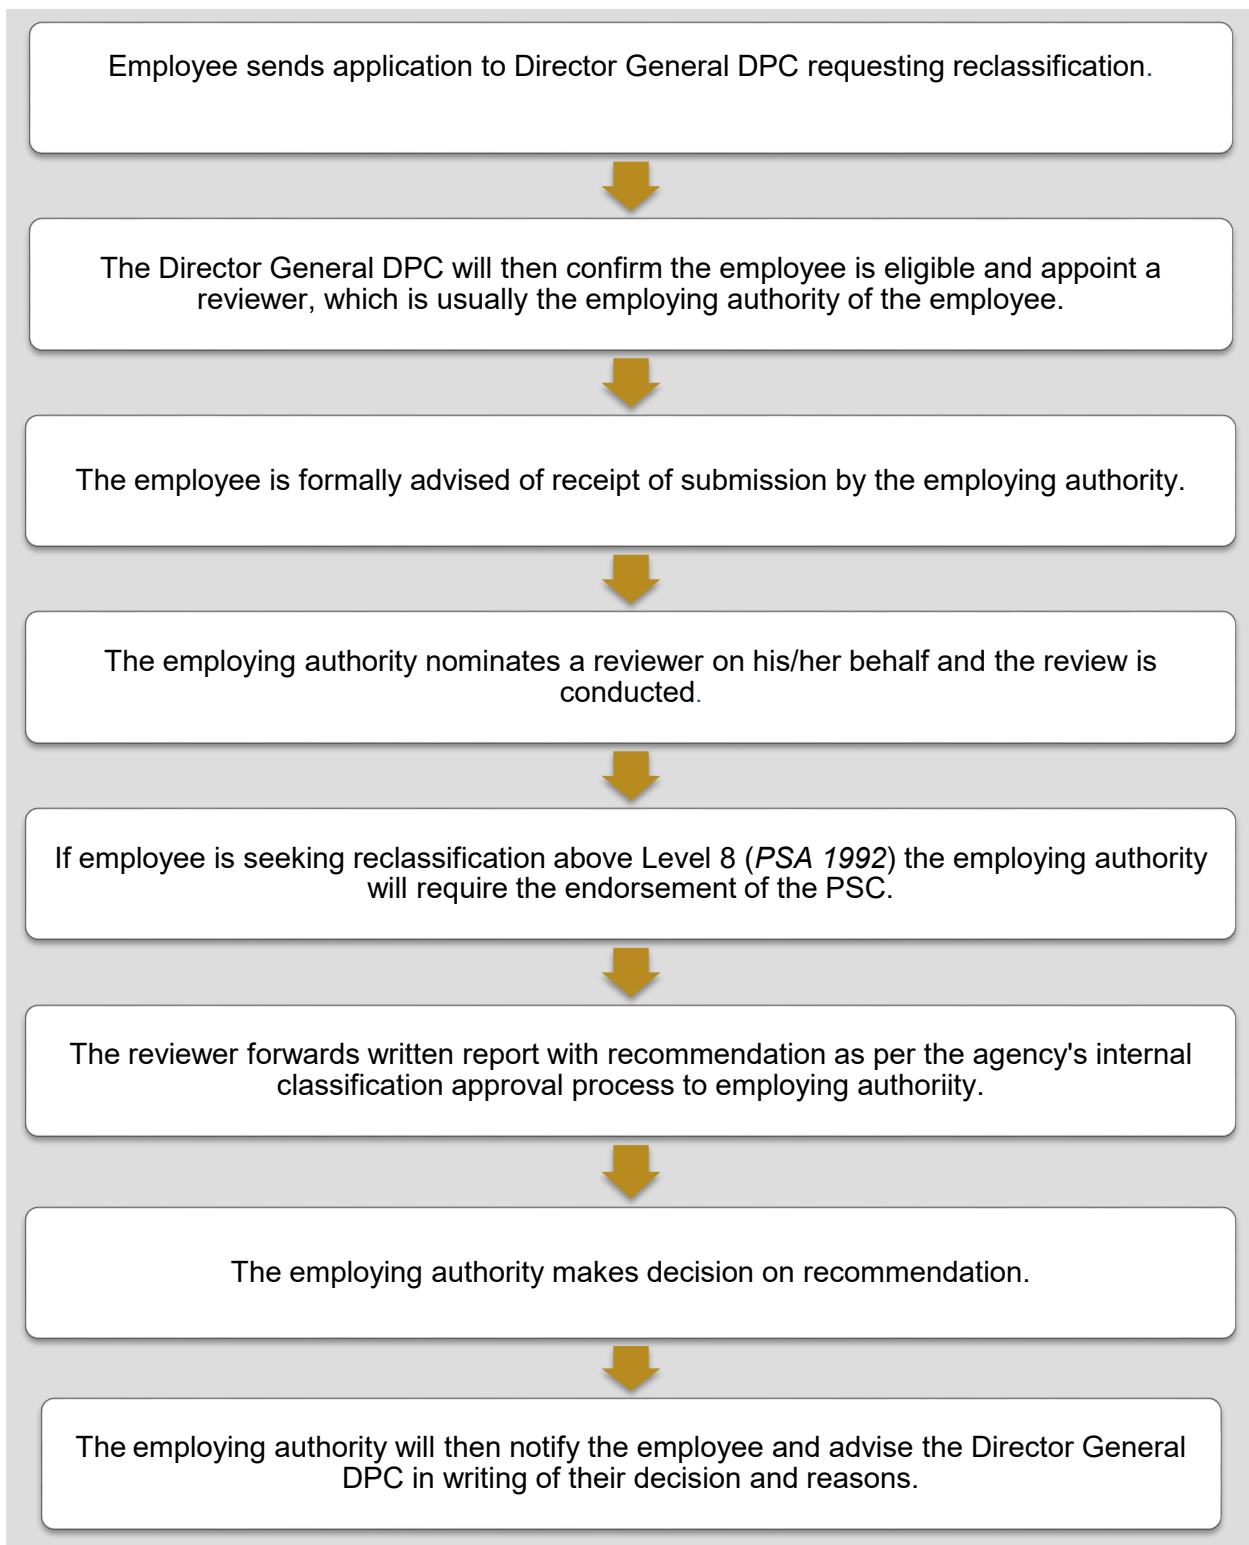 Employee sends application to Director General DPC requesting reclassification.
The Director General DPC will then confirm the employee is eligible and appoint a
reviewer, which is usually the employing authority of the employee.
The employee is formally advised of receipt of submission by the employing authority.
The employing authority nominates a reviewer on his/her behalf and the review is
conducted.
If employee is seeking reclassification above Level 8 (PSA 1992) the employing authority
will require the endorsement of the PSC.
The reviewer forwards written report with recommendation as per the agency's internal
classification approval process to employing authoriity.
The employing authority makes decision on recommendation.
The employing authority will then notify the employee and advise the Director General
DPC in writing of their decision and reasons.